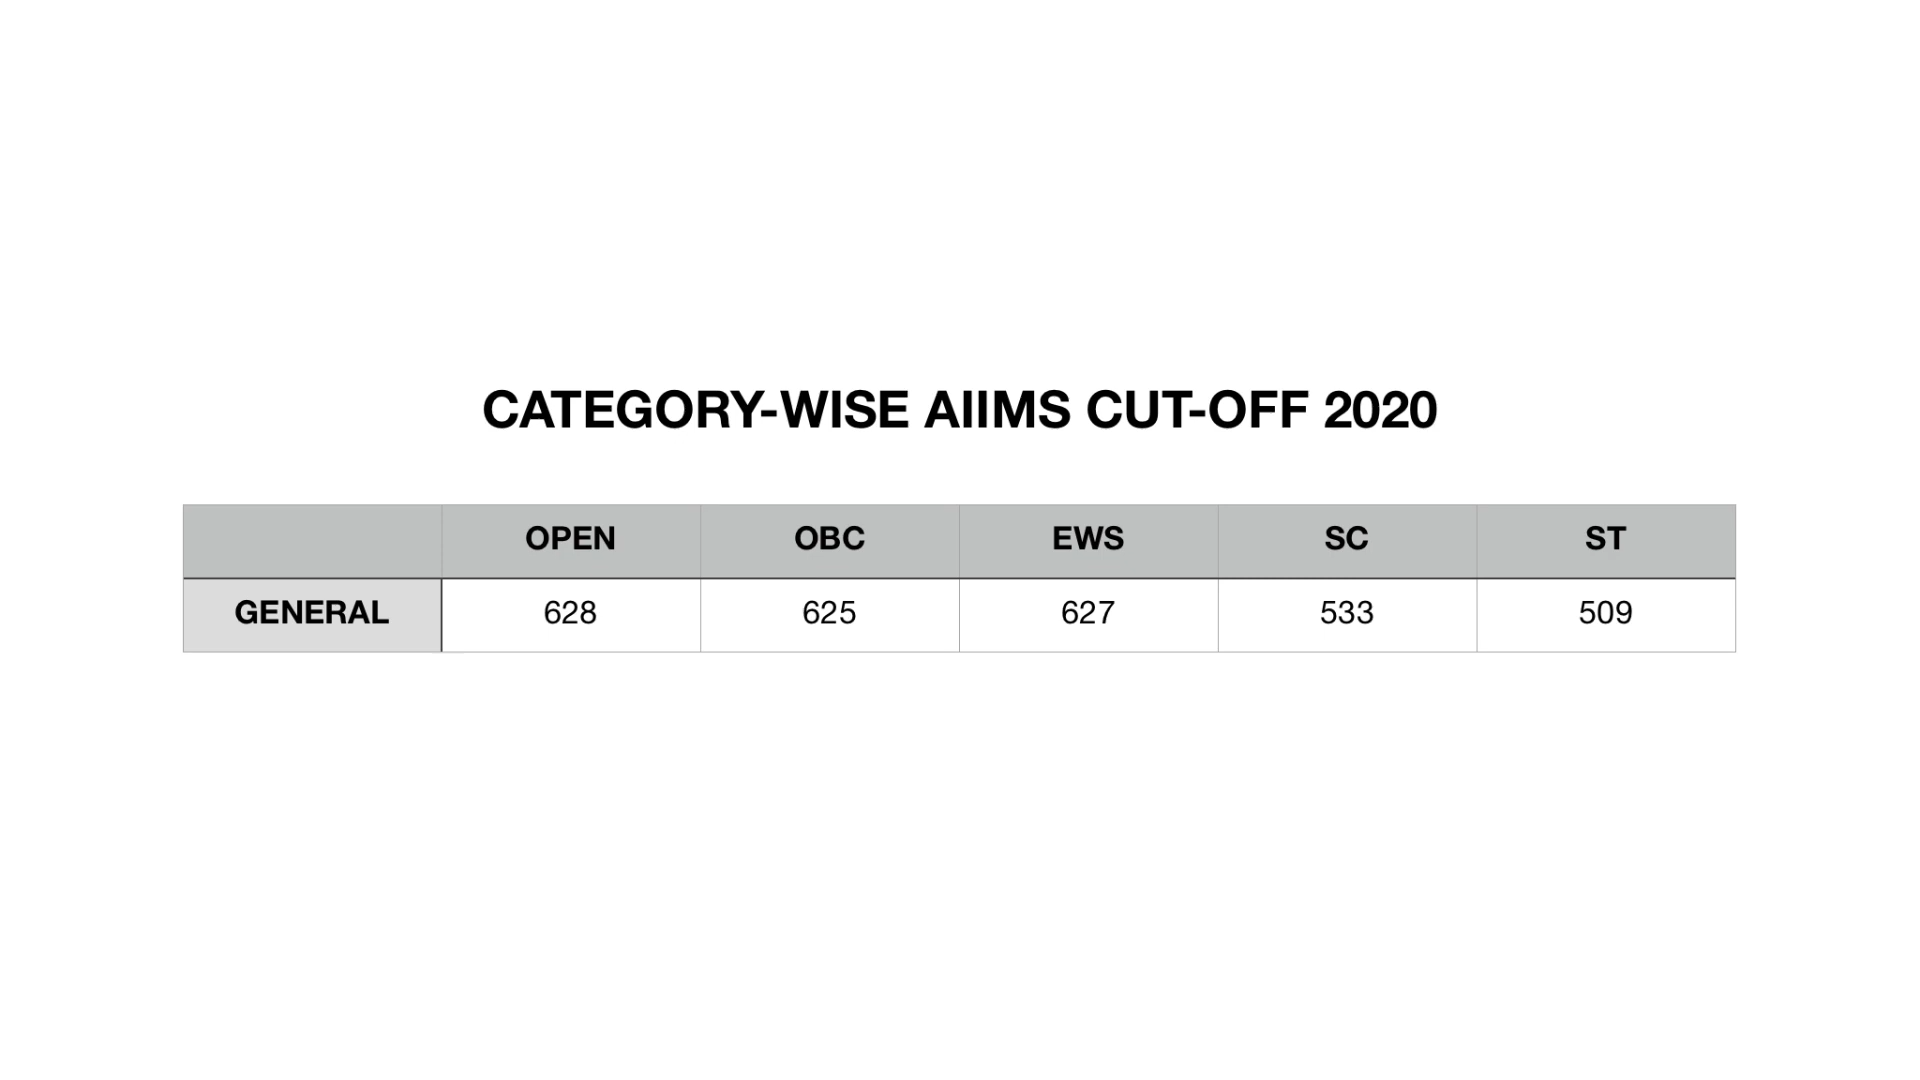 CATEGORY-WISE AIIMS CUT-OFF 2020
OPEN OBC EWS SC ST
GENERAL 628 625 627 533 509